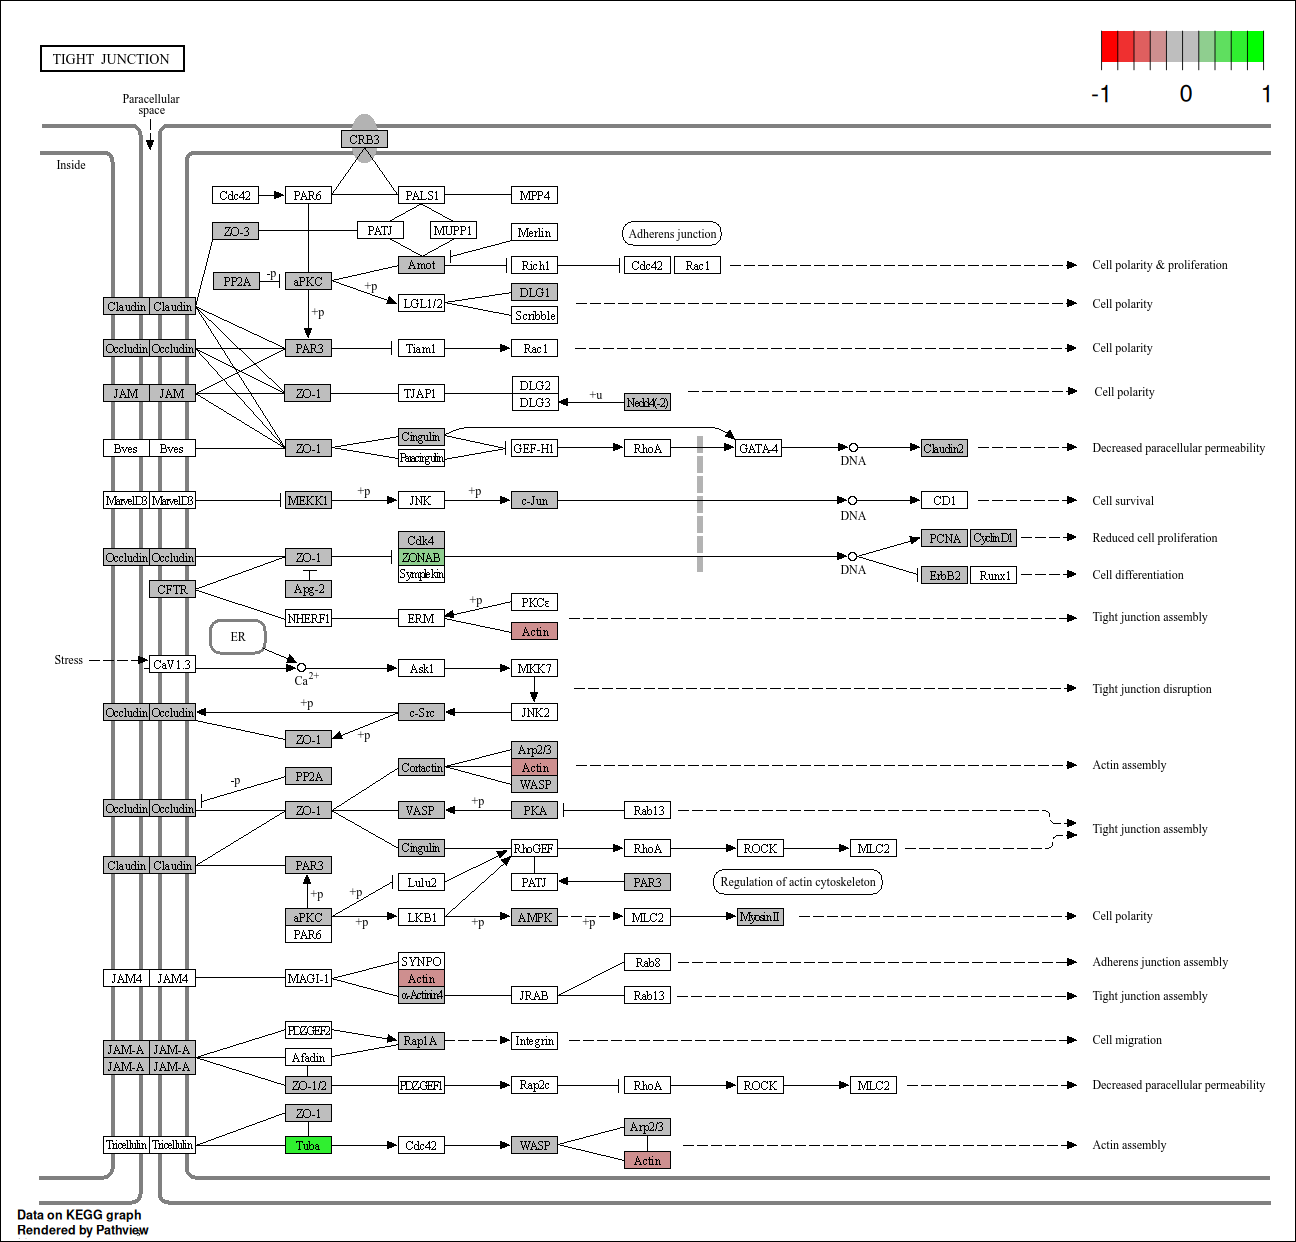 TIGHT JUNCTION
-1 0 1
Paracellular
space
CRB3
Inside
Cdc42 PAR6 PALS1 MPP4
ZO-3 PATJ MUPP1 Merlin Adherens junction
Amot Rich1 Cdc42 Rac1 Cell polarity & proliferation
PP2A -p aPKC +p
DLG1
Claudin Claudin LGL1/2 Cell polarity
+p Scribble
Occludin Occludin PAR3 Tiam1 Rac1 Cell polarity
DLG2
JAM JAM ZO-1 TJAP1 +u Cell polarity
DLG3 Nedd4(-2)
Cingulin
Bves Bves ZO-1 GEF-H1 RhoA GATA-4 Claudin2 Decreased paracellular permeability
Paracingulin DNA
MarvelD3 MarvelD3 MEKK1 +p JNK +p c-Jun CD1 Cell survival
DNA
Cdk4 PCNA CyclinD1 Reduced cell proliferation
Occludin Occludin ZO-1 ZONAB
DNA
Symplekin ErbB2 Runx1 Cell differentiation
CFTR Apg-2
+p PKCε
NHERF1 ERM Tight junction assembly
Actin
ER
Stress CaV1.3 Ask1 MKK7
Ca2+
Tight junction disruption
+p
Occludin Occludin c-Src JNK2
ZO-1 +p
Arp2/3
Cortactin Actin Actin assembly
PP2A
-p WASP
Occludin Occludin ZO-1 VASP +p PKA Rab13
Tight junction assembly
Cingulin RhoGEF RhoA ROCK MLC2
Claudin Claudin PAR3
Lulu2 PATJ PAR3 Regulation of actin cytoskeleton
+p +p
aPKC LKB1 AMPK MLC2 MyosinII Cell polarity
+p +p +p
PAR6
SYNPO Rab8 Adherens junction assembly
JAM4 JAM4 MAGI-1 Actin
α-Actinin4 JRAB Rab13 Tight junction assembly
PDZGEF2
Rap1A Integrin Cell migration
JAM-A JAM-A
Afadin
JAM-A JAM-A
ZO-1/2 PDZGEF1 Rap2c RhoA ROCK MLC2 Decreased paracellular permeability
ZO-1
Arp2/3
Tricellulin Tricellulin Tuba Cdc42 WASP Actin assembly
Actin
Data on KEGG graph
Rendered by Pathview